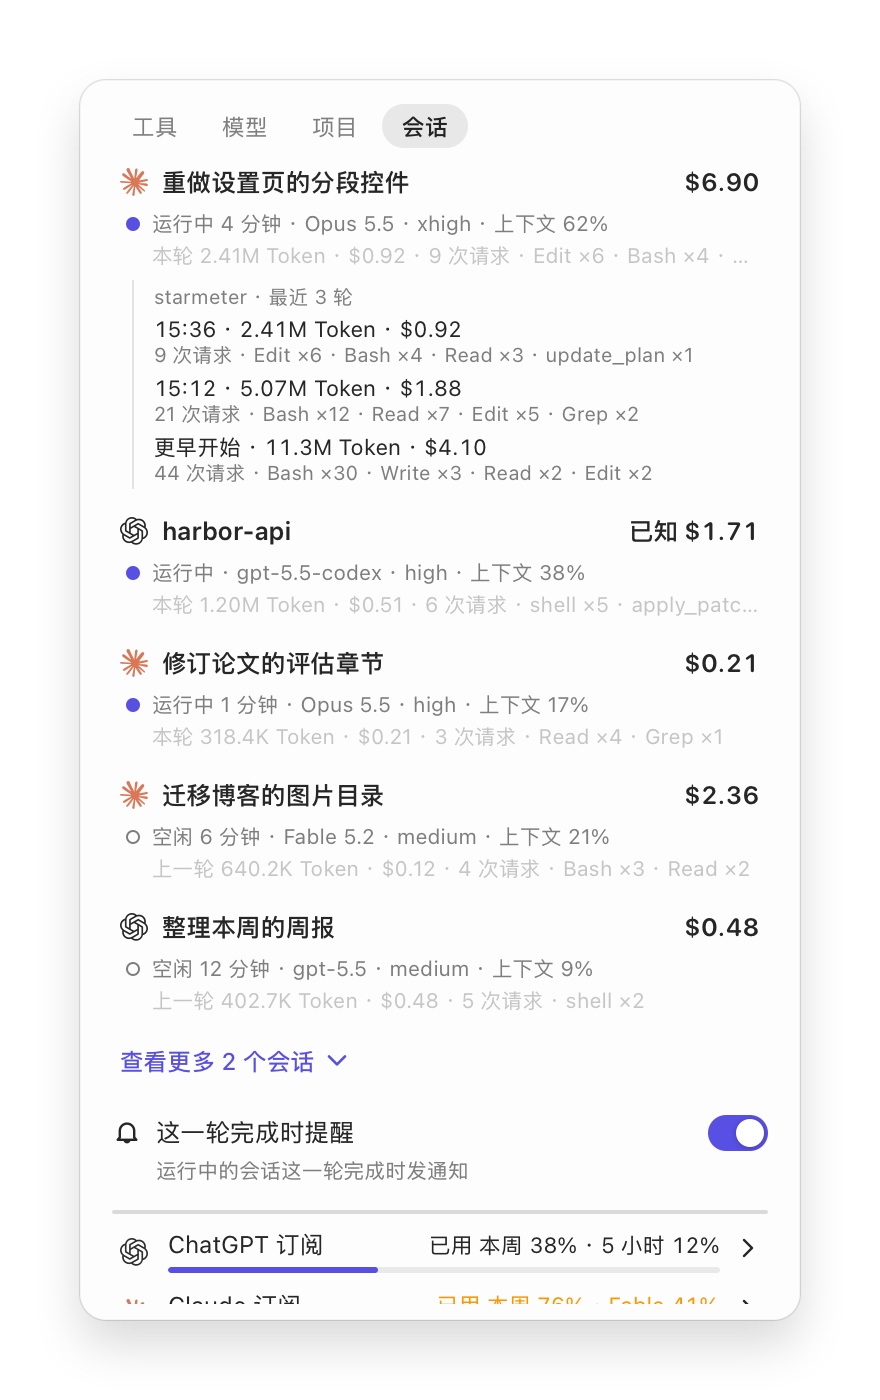 工具 模型 项目 会话
重做设置页的分段控件 $6.90
运行中 4 分钟 · Opus 5.5 · xhigh · 上下文 62%
本轮 2.41M Token · $0.92 · 9 次请求 · Edit ×6 · Bash ×4 · ...
starmeter · 最近 3 轮
15:36 · 2.41M Token · $0.92
9 次请求 · Edit ×6 · Bash ×4 · Read ×3 · update_plan ×1
15:12 · 5.07M Token · $1.88
21 次请求 · Bash ×12 · Read ×7 · Edit ×5 · Grep ×2
更早开始 · 11.3M Token · $4.10
44 次请求 · Bash ×30 · Write ×3 · Read ×2 · Edit ×2
harbor-api 已知 $1.71
运行中 · gpt-5.5-codex · high · 上下文 38%
本轮 1.20M Token · $0.51 · 6 次请求 · shell ×5 · apply_patc...
修订论文的评估章节 $0.21
运行中 1 分钟 · Opus 5.5 · high · 上下文 17%
本轮 318.4K Token · $0.21 · 3 次请求 · Read ×4 · Grep ×1
迁移博客的图片目录 $2.36
空闲 6 分钟 · Fable 5.2 · medium · 上下文 21%
上一轮 640.2K Token · $0.12 · 4 次请求 · Bash ×3 · Read ×2
整理本周的周报 $0.48
空闲 12 分钟 · gpt-5.5 · medium · 上下文 9%
上一轮 402.7K Token · $0.48 · 5 次请求 · shell ×2
查看更多 2 个会话
这一轮完成时提醒
运行中的会话这一轮完成时发通知
ChatGPT 订阅 已用 本周 38% · 5 小时 12%
Claude 订阅 已用 本周 76% · Fable 41%